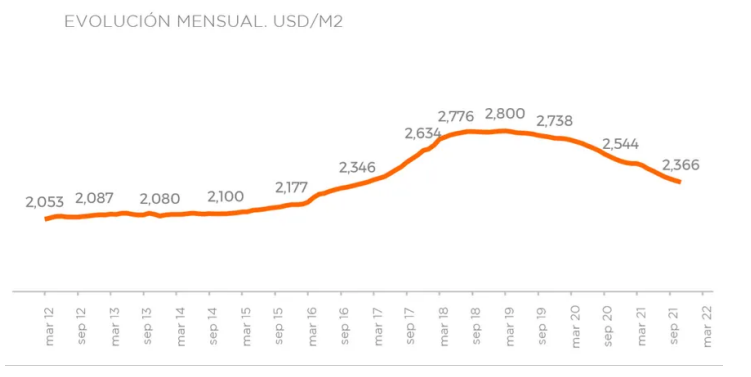 EVOLUCIÓN MENSUAL. USD/M2
2,053
2,087
2,080
2,100
2,177
2,346
2,634
2,776
2,800
2,738
2,544
2,366
mar 12
sep 12
mar 13
sep 13
mar 14
sep 14
mar 15
sep 15
mar 16
sep 16
mar 17
sep 17
mar 18
sep 18
mar 19
sep 19
mar 20
sep 20
mar 21
sep 21
mar 22